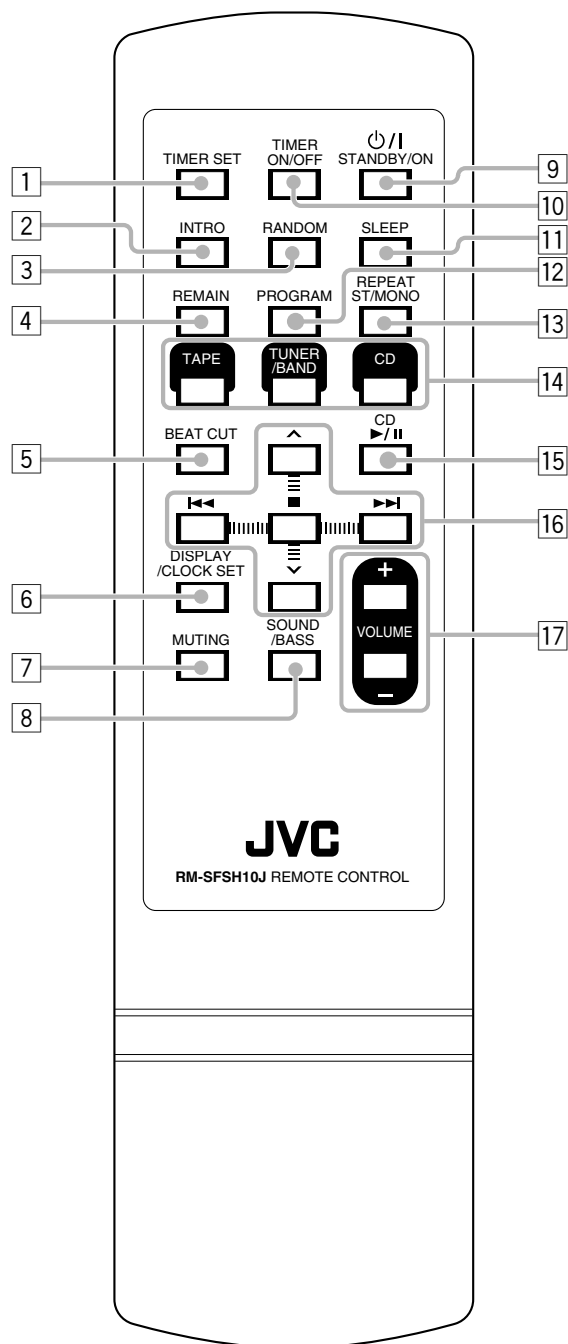 TIMER SET
TIMER
ON/OFF
⏻/I
STANDBY/ON
1
9
10
2
INTRO
RANDOM
SLEEP
11
3
12
4
REMAIN
PROGRAM
REPEAT
ST/MONO
13
TAPE
TUNER
/BAND
CD
14
5
BEAT CUT
CD
►/II
15
16
6
DISPLAY
/CLOCK SET
+
VOLUME
–
17
7
MUTING
SOUND
/BASS
8
JVC
RM-SFSH10J REMOTE CONTROL